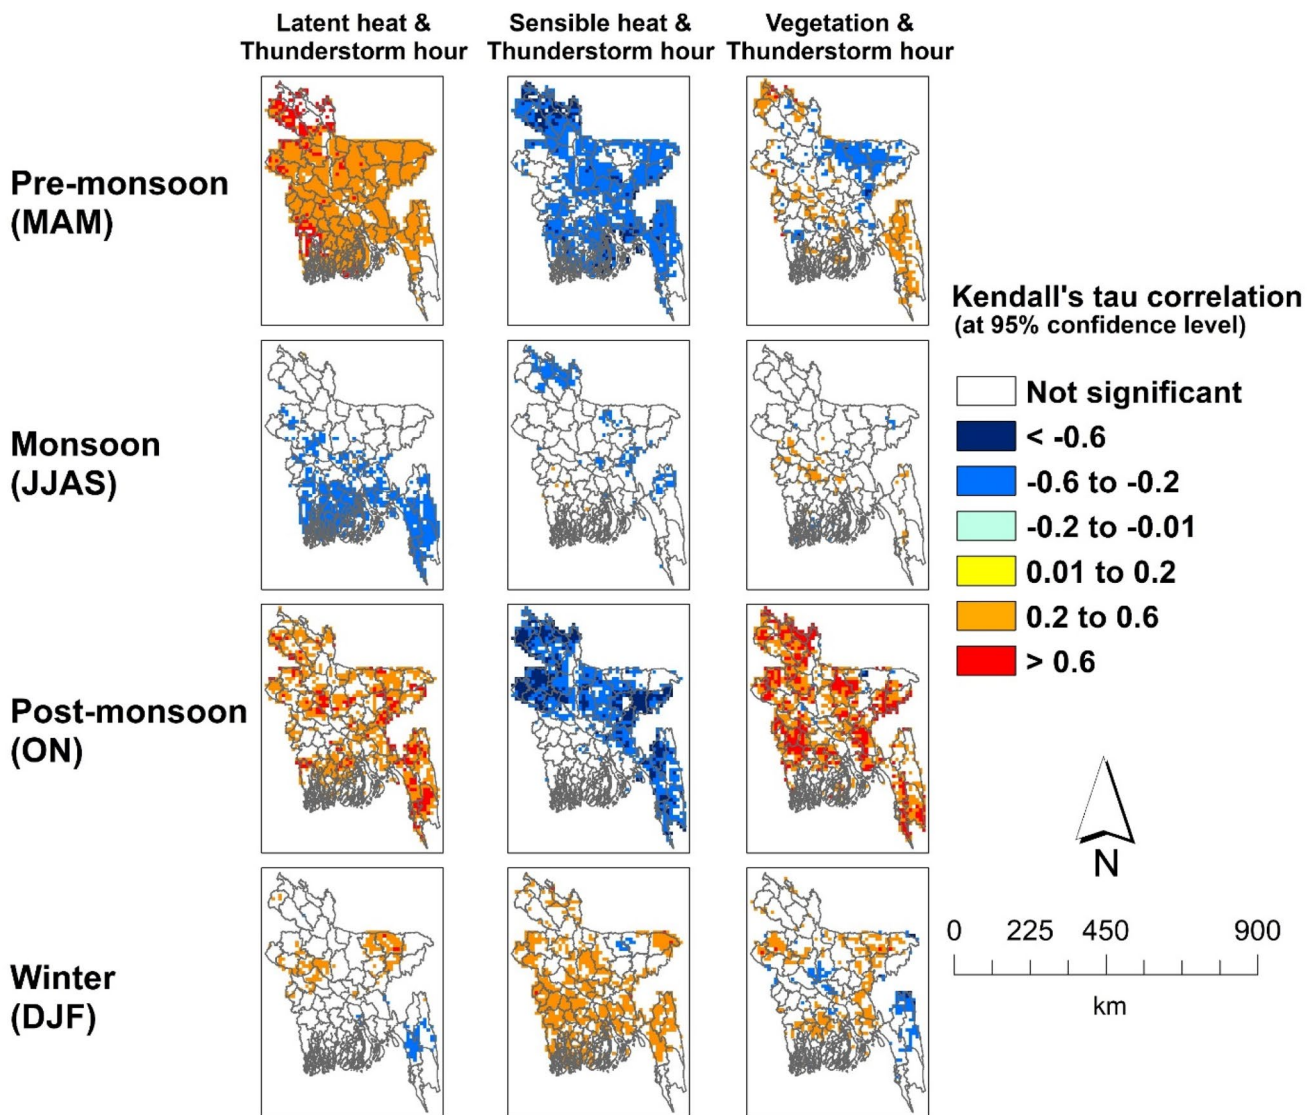 Latent heat &
Thunderstorm hour
Sensible heat &
Thunderstorm hour
Vegetation &
Thunderstorm hour
Pre-monsoon
(MAM)
Monsoon
(JJAS)
Post-monsoon
(ON)
Winter
(DJF)
Kendall's tau correlation
(at 95% confidence level)
Not significant
< -0.6
-0.6 to -0.2
-0.2 to -0.01
0.01 to 0.2
0.2 to 0.6
> 0.6
N
0 225 450 900
km